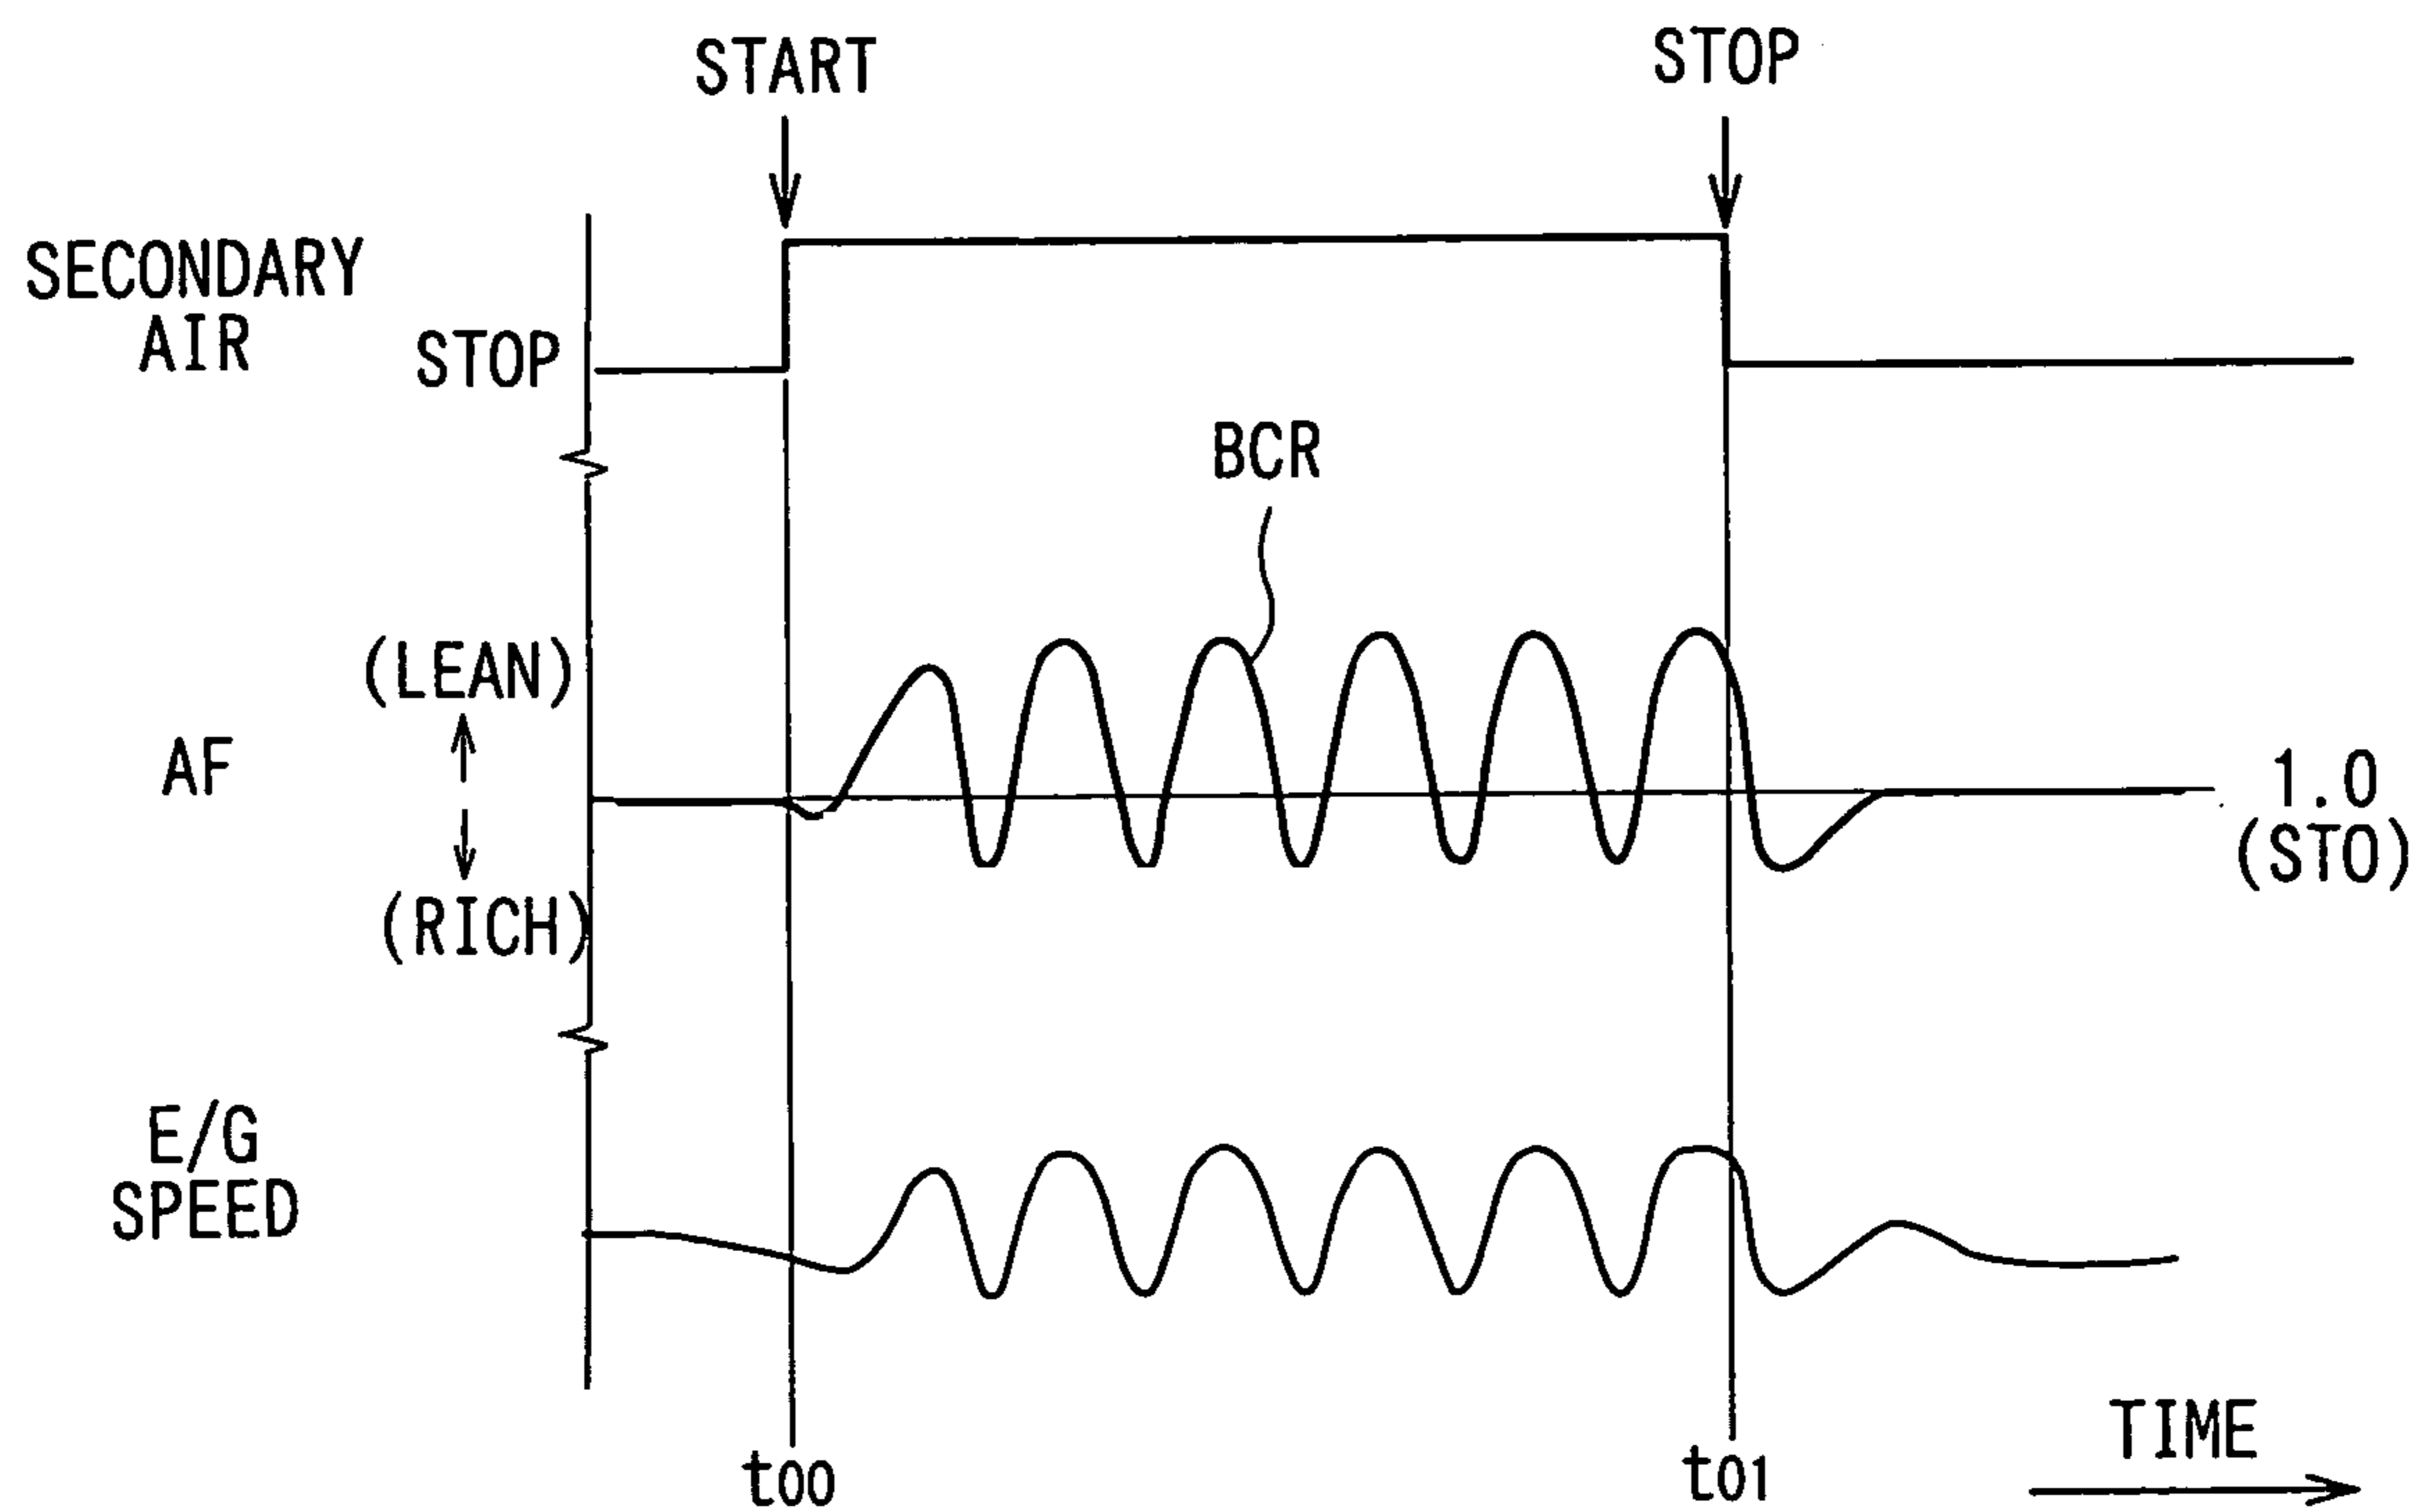 START
STOP
SECONDARY
AIR
STOP
BCR
(LEAN)
AF
(RICH)
1.0
(STO)
E/G
SPEED
TIME
t00
t01